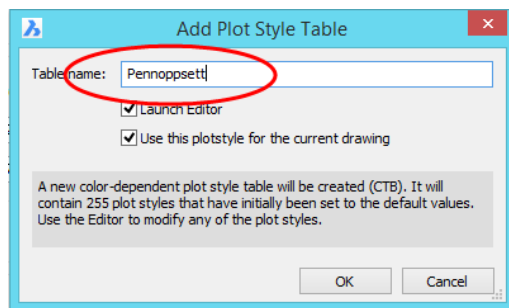 Add Plot Style Table
Table name: Pennoppsett
Launch Editor
Use this plotstyle for the current drawing
A new color-dependent plot style table will be created (CTB). It will
contain 255 plot styles that have initially been set to the default values.
Use the Editor to modify any of the plot styles.
OK Cancel